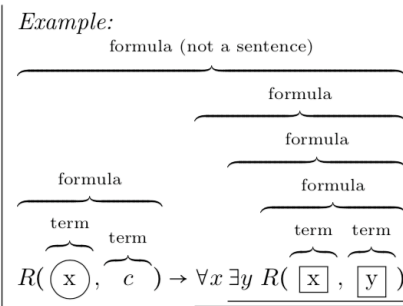 Example:
formula (not a sentence)
formula
formula
formula formula
term term term term
R( x , c ) → ∀x ∃y R( x , y )